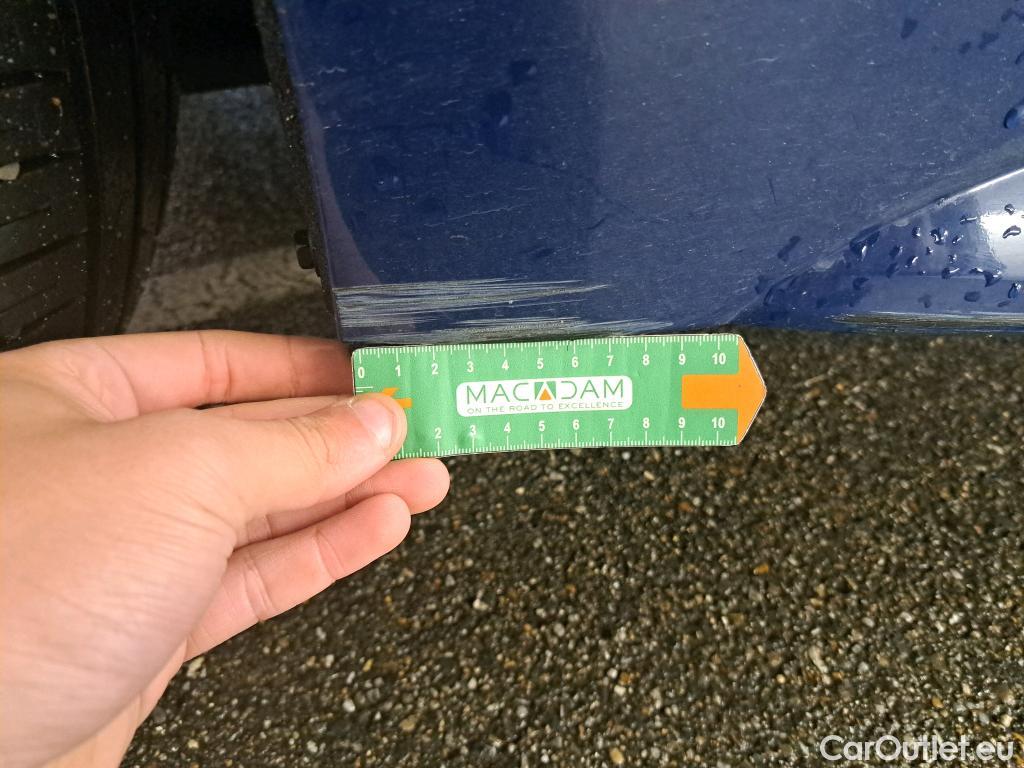 0 1 2 3 4 5 6 7 8 9 10
MACADAM
ON THE ROAD TO EXCELLENCE
2 3 4 5 6 7 8 9 10
CarOutlet.eu